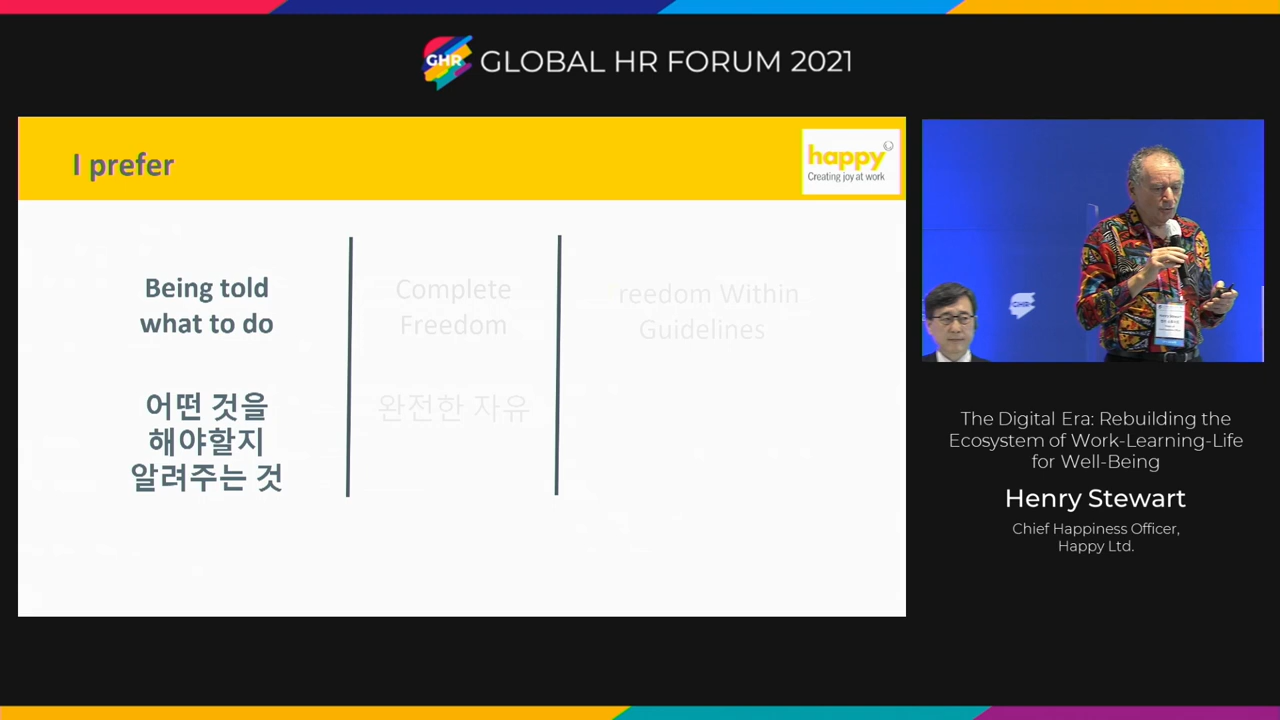 GHR GLOBAL HR FORUM 2021
I prefer
happy
Creating joy at work
Being told
what to do
어떤 것을
해야할지
알려주는 것
Complete
Freedom
완전한 자유
reedom Within
Guidelines
GHR
The Digital Era: Rebuilding the
Ecosystem of Work-Learning-Life
for Well-Being
Henry Stewart
Chief Happiness Officer,
Happy Ltd.